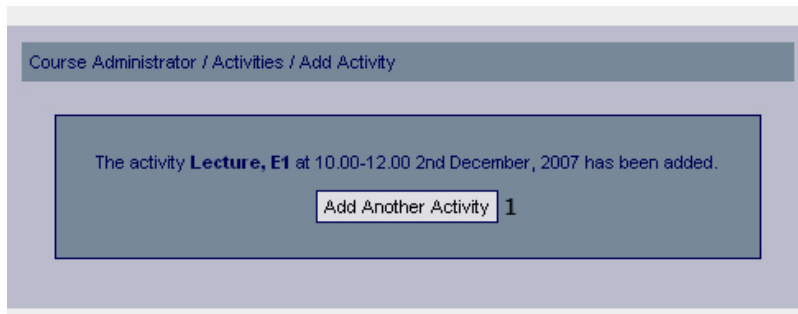 Course Administrator / Activities / Add Activity
The activity Lecture, E1 at 10.00-12.00 2nd December, 2007 has been added.
Add Another Activity 1